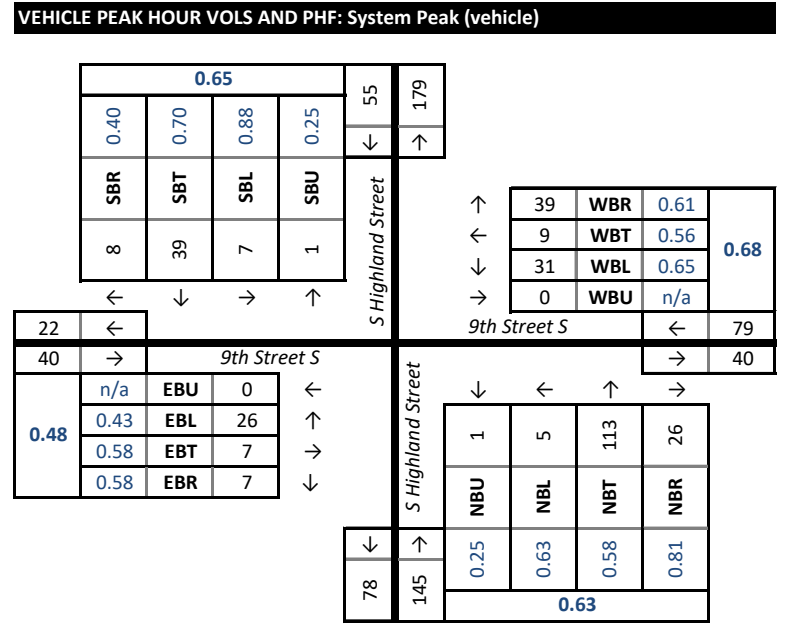 VEHICLE PEAK HOUR VOLS AND PHF: System Peak (vehicle)
0.65
0.40 0.70 0.88 0.25
SBR SBT SBL SBU
8 39 7 1
← ↓ → ↑
55 179
↓ ↑
S Highland Street
↑ 39 WBR 0.61
← 9 WBT 0.56
↓ 31 WBL 0.65
→ 0 WBU n/a
0.68
22 ←
9th Street S
← 79
40 →
9th Street S
→ 40
0.48
n/a EBU 0 ←
0.43 EBL 26 ↑
0.58 EBT 7 →
0.58 EBR 7 ↓
S Highland Street
↓ ← ↑ →
1 5 113 26
NBU NBL NBT NBR
0.25 0.63 0.58 0.81
0.63
↓ ↑
78 145